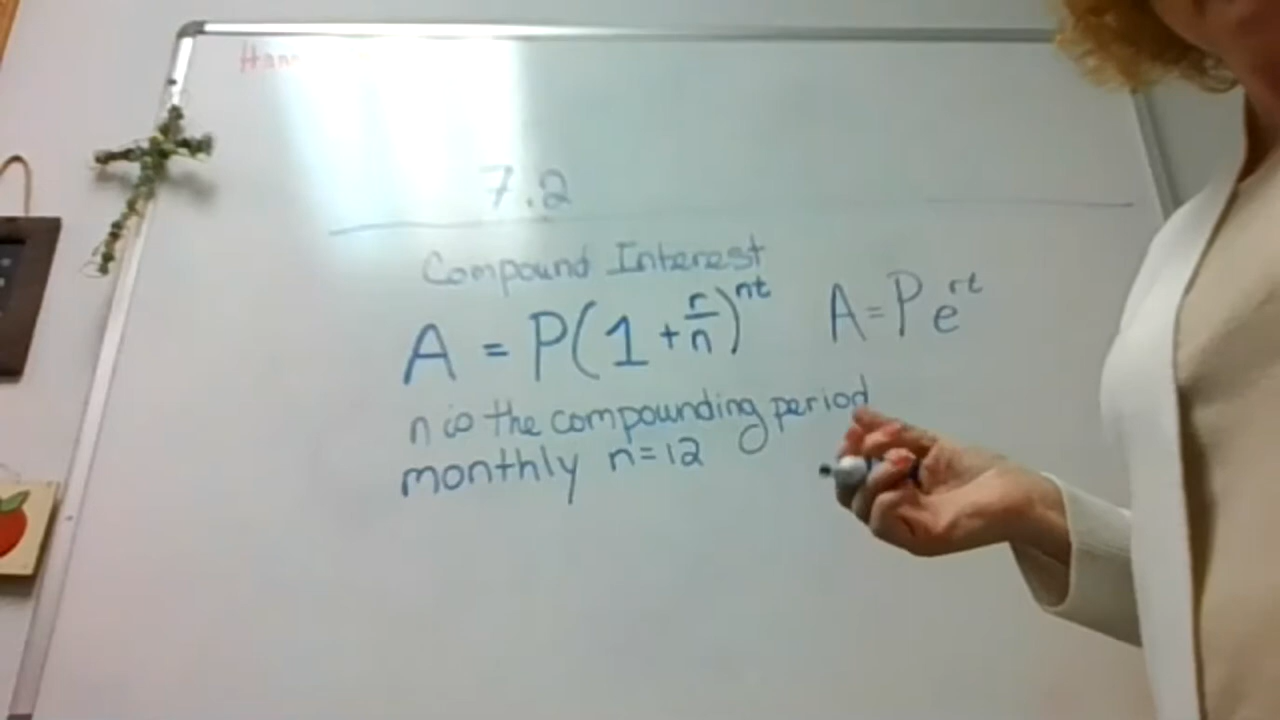 7.2
Compound Interest
A = P(1 + r/n)^nt
A = Pe^rt
n is the compounding period
monthly n=12